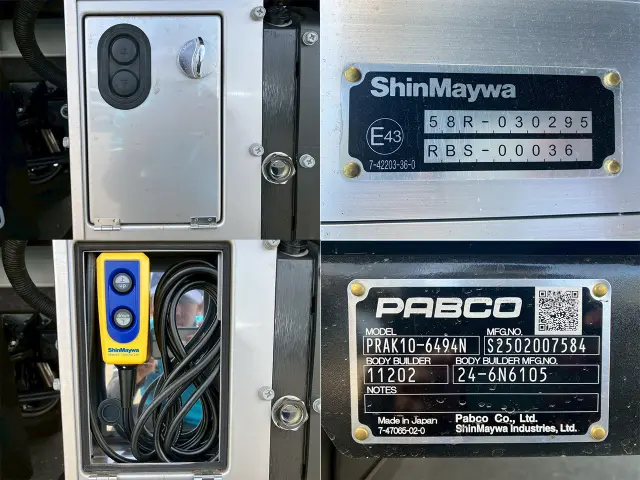 ShinMaywa
58R-030295
E43
RBS-00036
7-42203-36-0
ShinMaywa
PABCO
MODEL MFG.NO.
PRAK10-6494N S2502007584
BODY BUILDER BODY BUILDER MFG.NO.
11202 24-6N6105
NOTES
Made in Japan Pabco Co., Ltd.
7-47065-02-0 ShinMaywa Industries, Ltd.